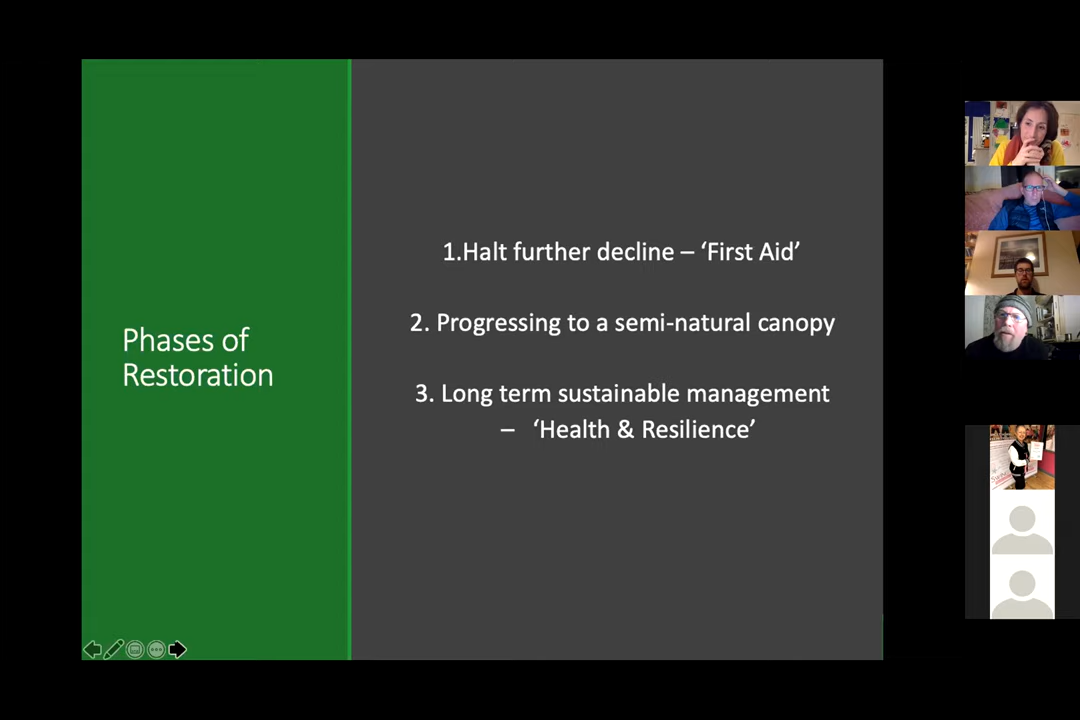 Phases of
Restoration
1.Halt further decline – ‘First Aid’
2. Progressing to a semi-natural canopy
3. Long term sustainable management
– ‘Health & Resilience’